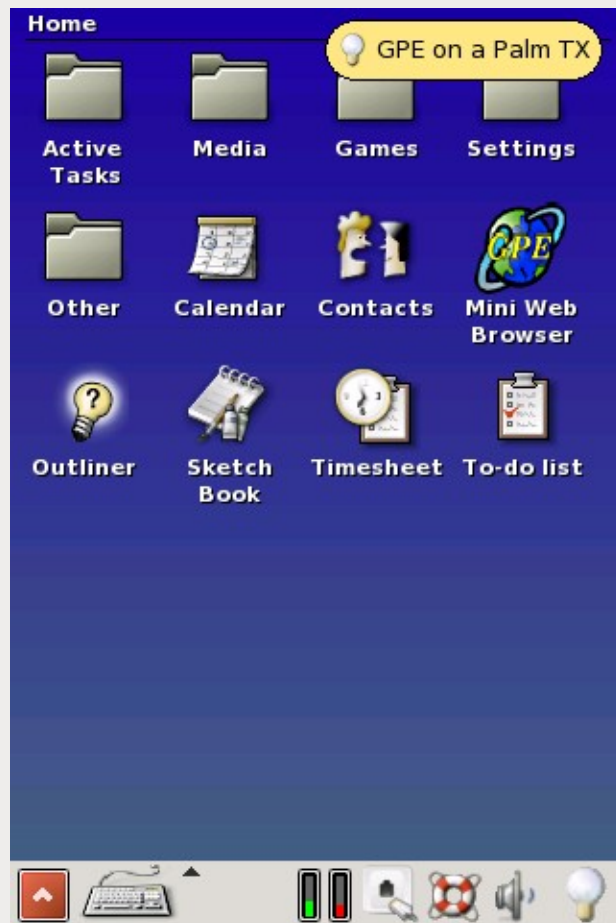 Home
GPE on a Palm TX
Active
Tasks
Media
Games
Settings
Other
Calendar
Contacts
GPE
Mini Web
Browser
Outliner
?
Sketch
Book
Timesheet
To-do list